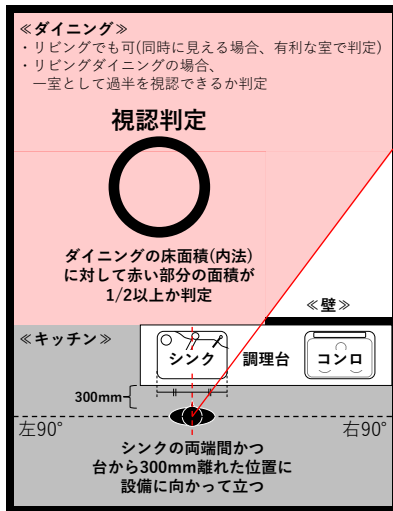 ≪ダイニング≫
・リビングでも可(同時に見える場合、有利な室で判定)
・リビングダイニングの場合、
一室として過半を視認できるか判定
視認判定
ダイニングの床面積(内法)
に対して赤い部分の面積が
1/2以上か判定
≪壁≫
≪キッチン≫
シンク
調理台
コンロ
300mm
左90°
右90°
シンクの両端間かつ
台から300mm離れた位置に
設備に向かって立つ